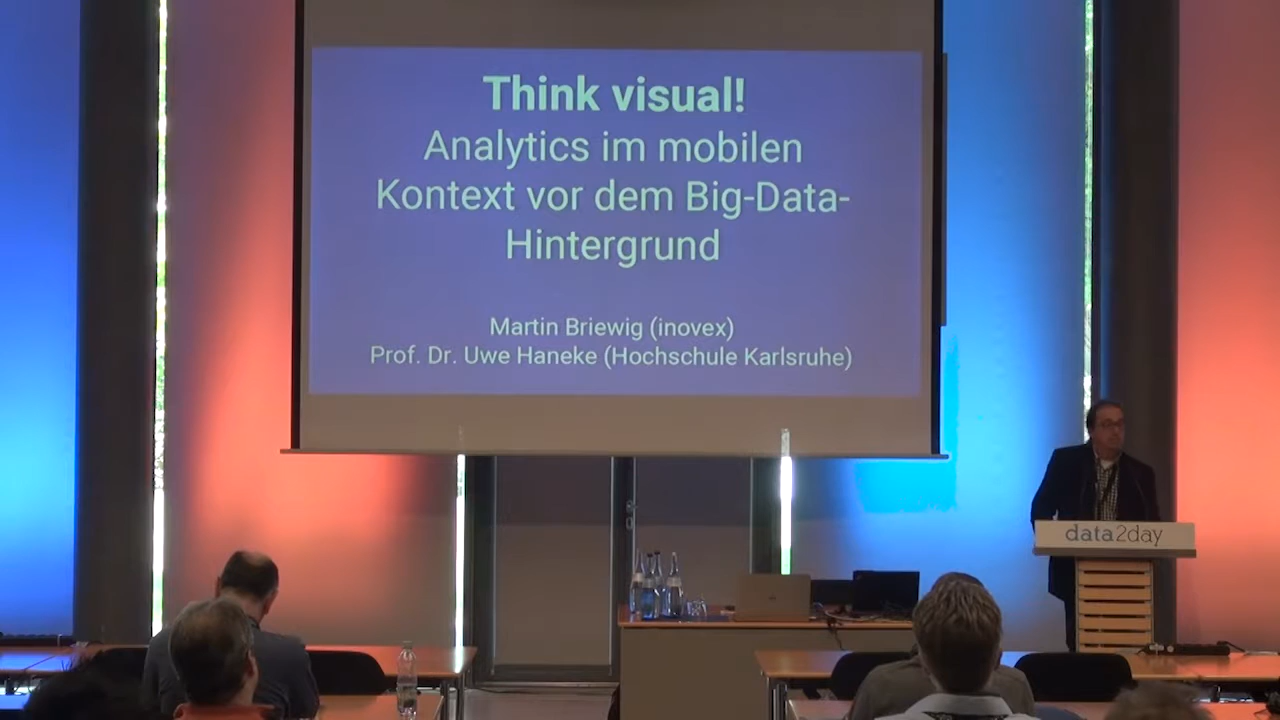 Think visual!
Analytics im mobilen
Kontext vor dem Big-Data-
Hintergrund
Martin Briewig (inovex)
Prof. Dr. Uwe Haneke (Hochschule Karlsruhe)
data2day